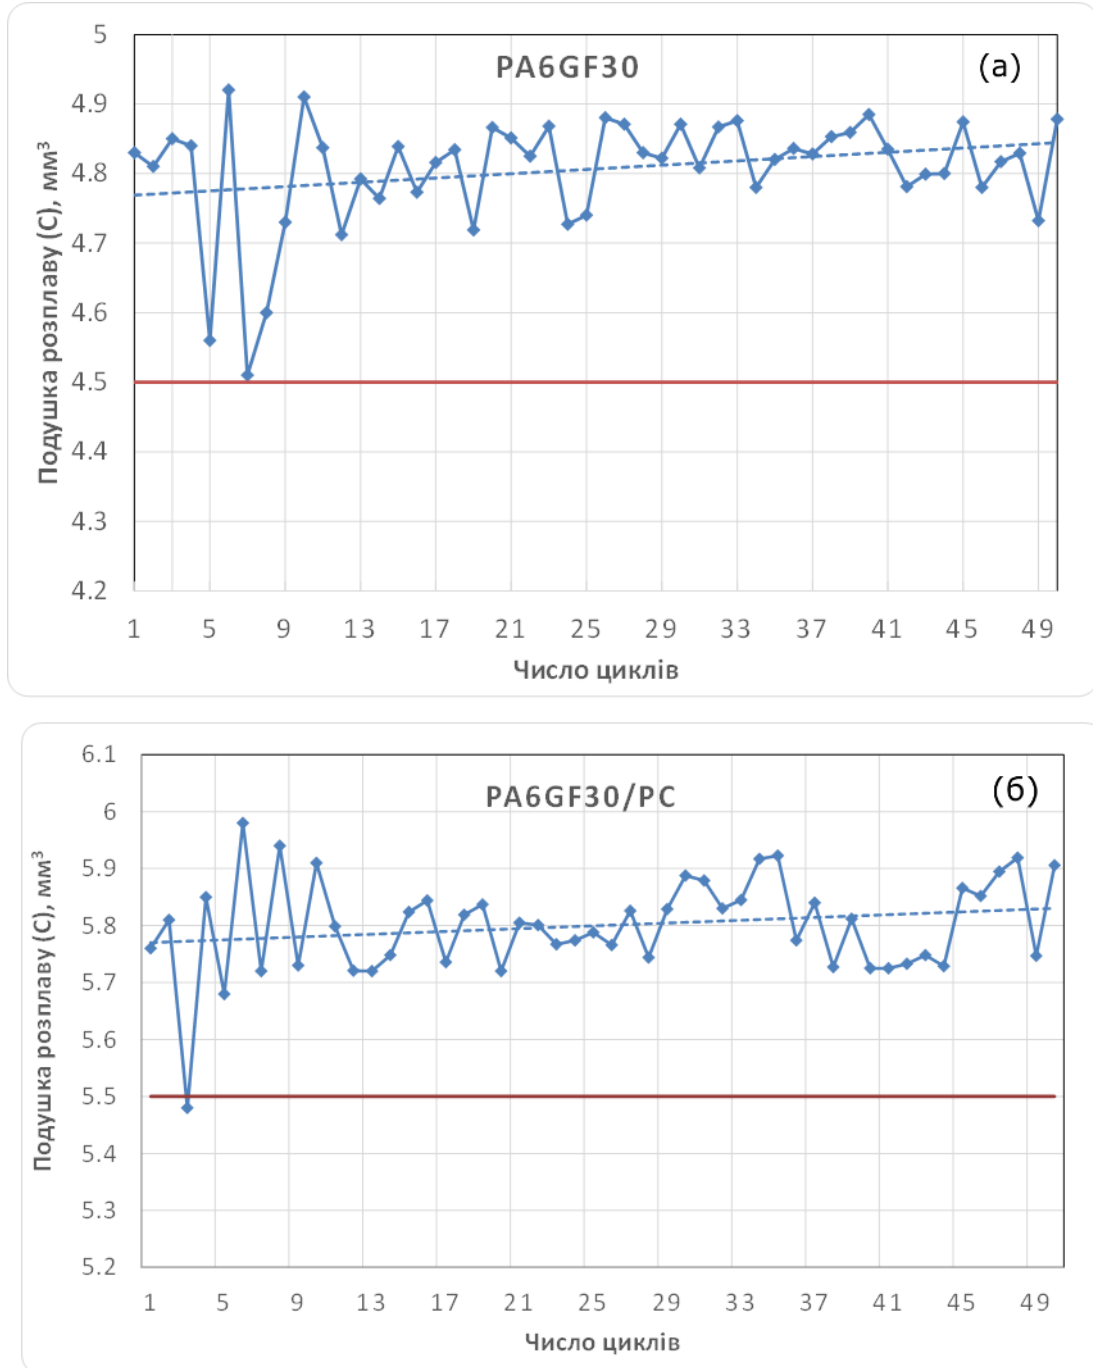 PA6GF30
(а)
Подушка розплаву (С), мм³
5
4.9
4.8
4.7
4.6
4.5
4.4
4.3
4.2
1 5 9 13 17 21 25 29 33 37 41 45 49
Число циклів
PA6GF30/PC
(б)
Подушка розплаву (С), мм³
6.1
6
5.9
5.8
5.7
5.6
5.5
5.4
5.3
5.2
1 5 9 13 17 21 25 29 33 37 41 45 49
Число циклів